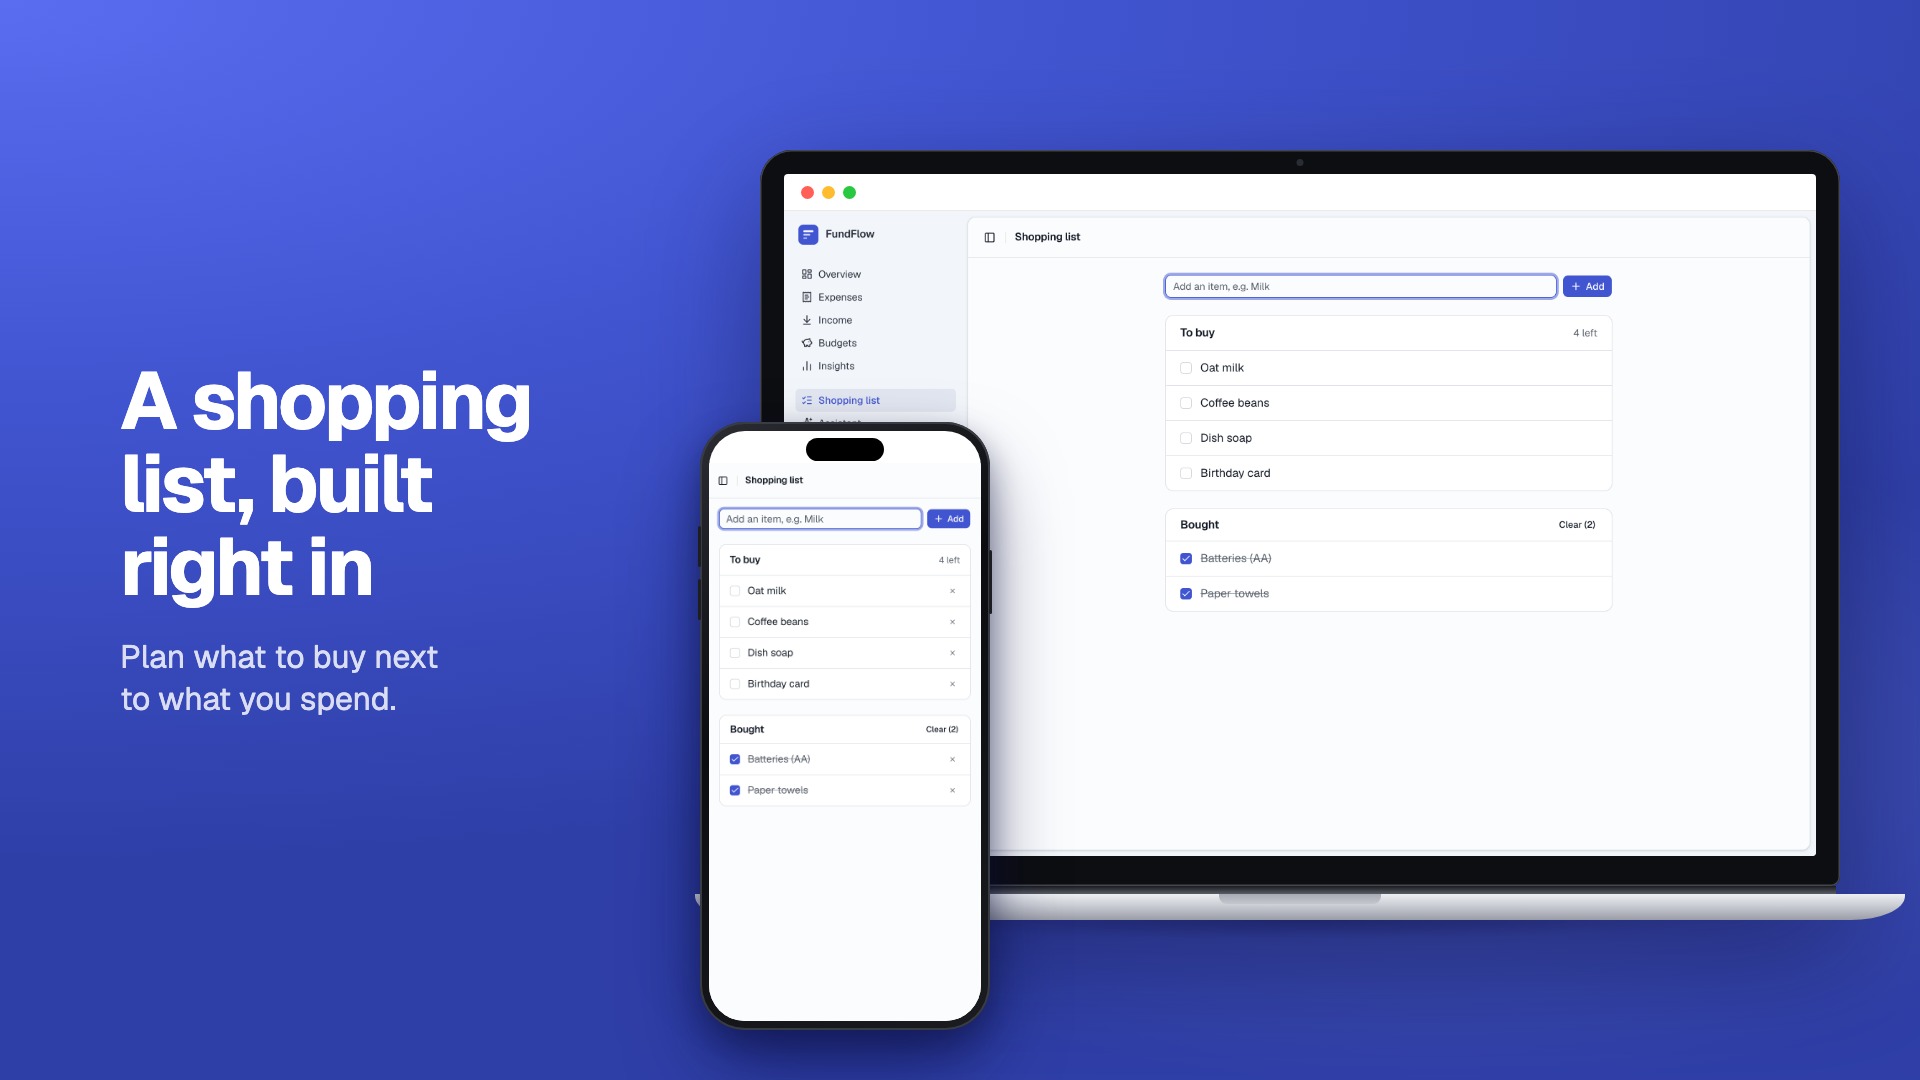 A shopping
list, built
right in
Plan what to buy next
to what you spend.
FundFlow
Overview
Expenses
Income
Budgets
Insights
Shopping list
Shopping list
Add an item, e.g. Milk
+ Add
To buy
4 left
Oat milk
Coffee beans
Dish soap
Birthday card
Bought
Clear (2)
Batteries (AA)
Paper towels
Shopping list
Add an item, e.g. Milk
+ Add
To buy
4 left
Oat milk ×
Coffee beans ×
Dish soap ×
Birthday card ×
Bought
Clear (2)
Batteries (AA) ×
Paper towels ×